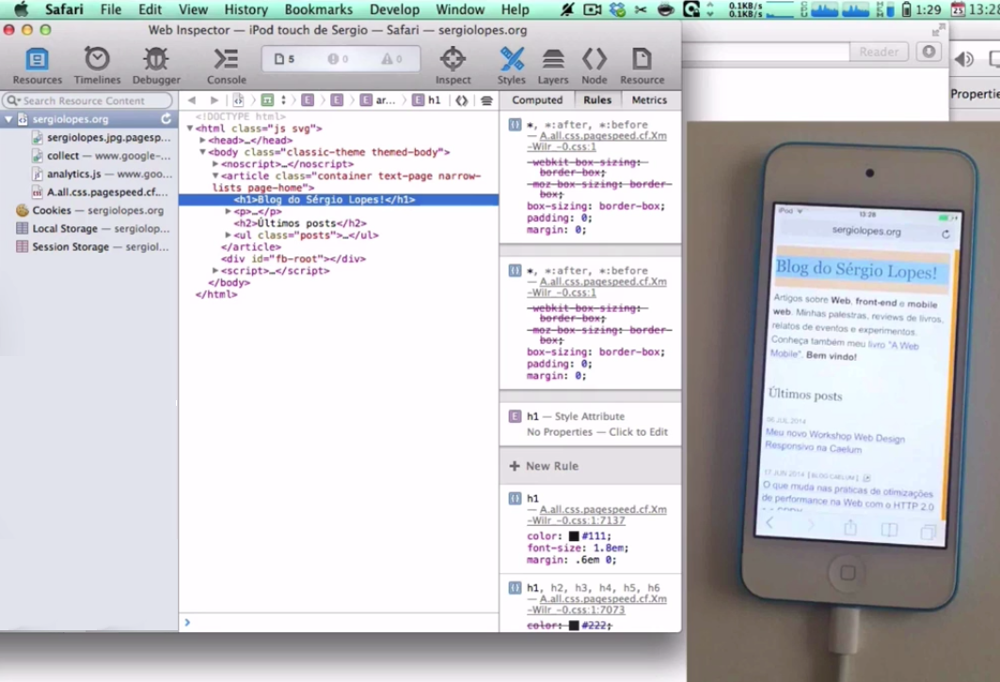 Safari File Edit View History Bookmarks Develop Window Help 0.1KB/s 0.1KB/s 1:29 13:28
Web Inspector — iPod touch de Sergio — Safari — sergiolopes.org
5 0 0
Resources Timelines Debugger Console Inspect Styles Layers Node Resource
Reader
Propertie
Search Resource Content
E E E ar... E h1
Computed Rules Metrics
sergiolopes.org
sergiolopes.jpg.pagesp...
collect — www.google-...
analytics.js — www.goo...
A.all.css.pagespeed.cf....
Cookies — sergiolopes.org
Local Storage — sergiolop...
Session Storage — sergiol...
<!DOCTYPE html>
<html class="js svg">
<head>…</head>
<body class="classic-theme themed-body">
<noscript>…</noscript>
<article class="container text-page narrow-
lists page-home">
<h1>Blog do Sérgio Lopes!</h1>
<p>…</p>
<h2>Últimos posts</h2>
<ul class="posts">…</ul>
</article>
<div id="fb-root"></div>
<script>…</script>
</body>
</html>
*, *:after, *:before
— A.all.css.pagespeed.cf.Xm
-Wilr_-0.css:1
-webkit-box-sizing:
border-box;
-moz-box-sizing: border-
box;
box-sizing: border-box;
padding: 0;
margin: 0;
*, *:after, *:before
— A.all.css.pagespeed.cf.Xm
-Wilr_-0.css:1
-webkit-box-sizing:
border-box;
-moz-box-sizing: border-
box;
box-sizing: border-box;
padding: 0;
margin: 0;
E h1 — Style Attribute
No Properties — Click to Edit
+ New Rule
h1
— A.all.css.pagespeed.cf.Xm
-Wilr_-0.css:1:7137
color: #111;
font-size: 1.8em;
margin: .6em 0;
h1, h2, h3, h4, h5, h6
— A.all.css.pagespeed.cf.Xm
-Wilr_-0.css:1:7073
color: #222;
iPod 13:28
sergiolopes.org
Blog do Sérgio Lopes!
Artigos sobre Web, front-end e mobile
web. Minhas palestras, reviews de livros,
relatos de eventos e experimentos.
Conheça também meu livro "A Web
Mobile". Bem vindo!
Últimos posts
06 JUL 2014
Meu novo Workshop Web Design
Responsivo na Caelum
17 JUN 2014 [BLOG CAELUM]
O que muda nas práticas de otimizações
de performance na Web com o HTTP 2.0